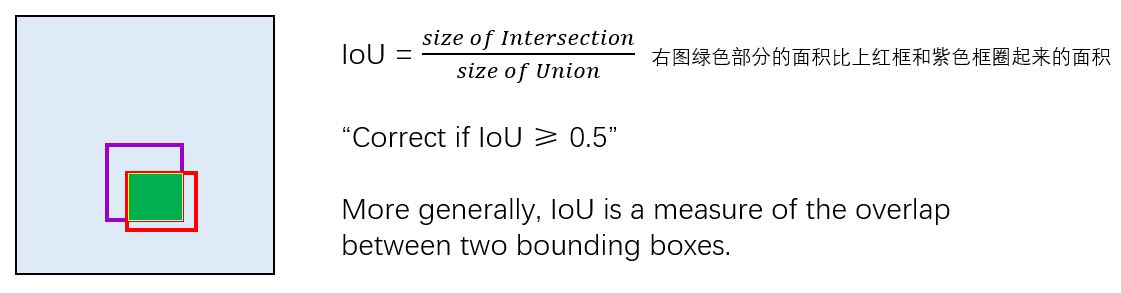 IoU = size of Intersection / size of Union 右图绿色部分的面积比上红框和紫色框圈起来的面积
“Correct if IoU ⩾ 0.5”
More generally, IoU is a measure of the overlap
between two bounding boxes.